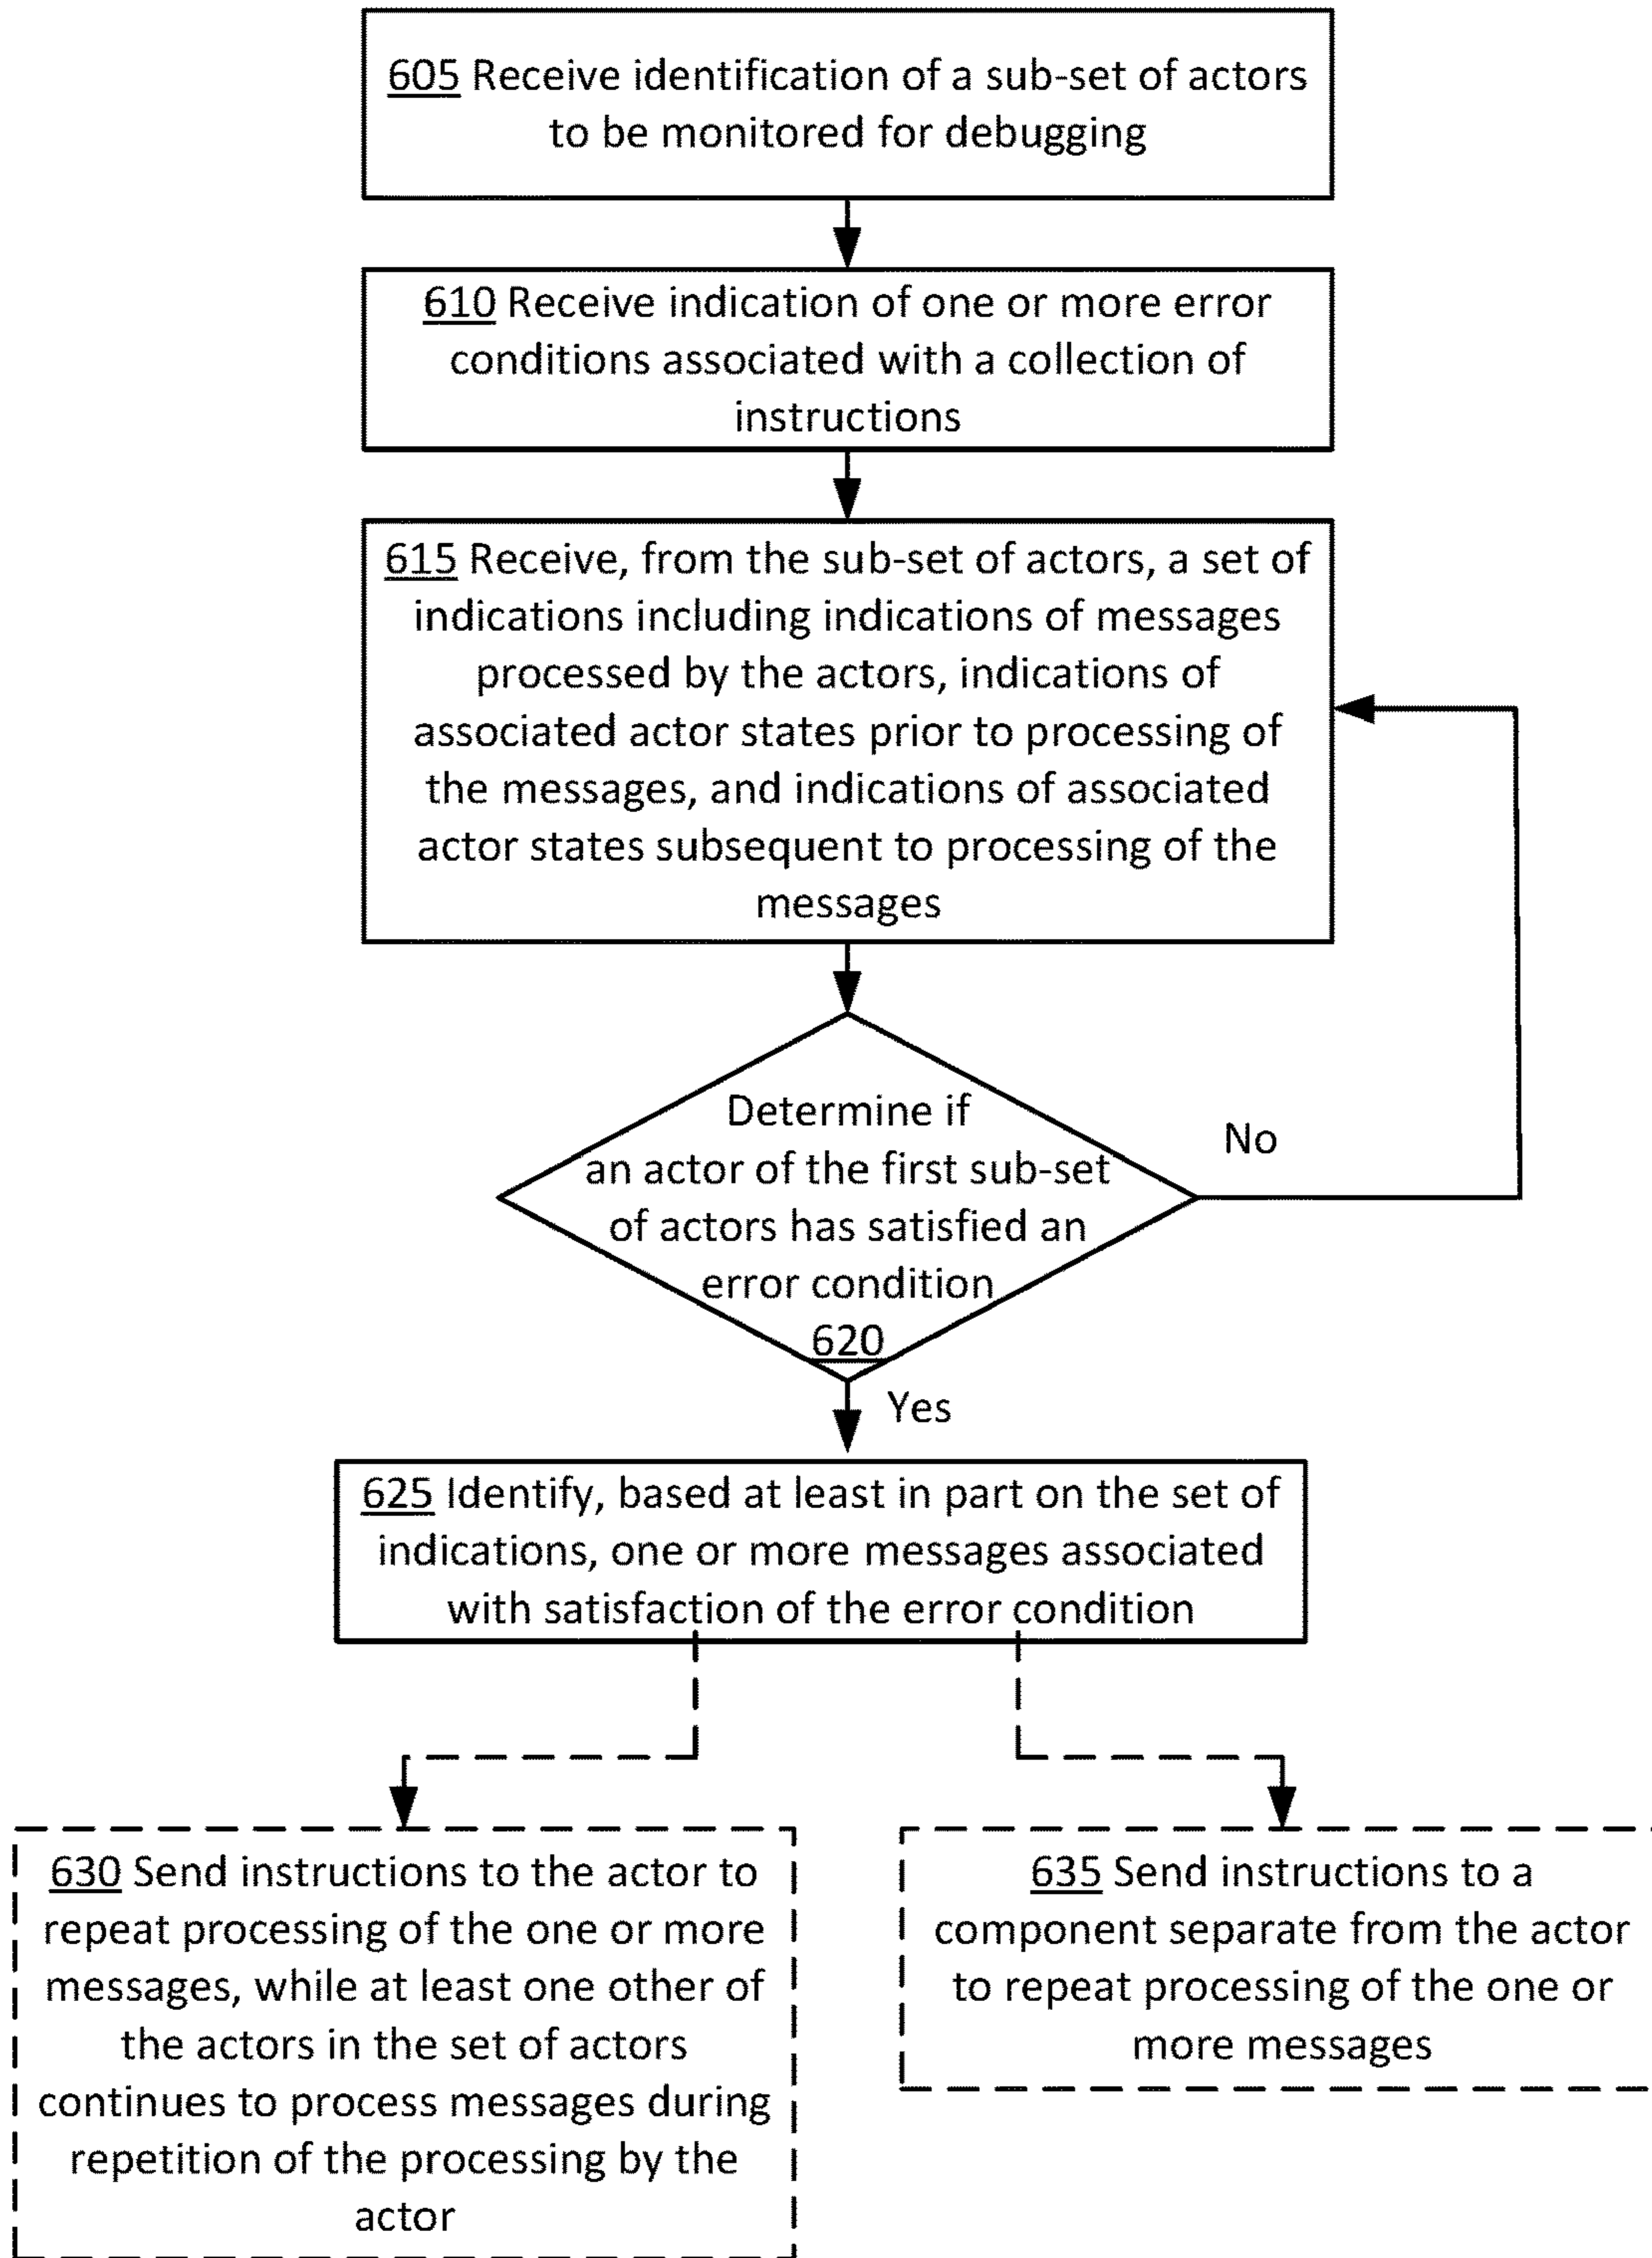 605 Receive identification of a sub-set of actors
to be monitored for debugging
610 Receive indication of one or more error
conditions associated with a collection of
instructions
615 Receive, from the sub-set of actors, a set of
indications including indications of messages
processed by the actors, indications of
associated actor states prior to processing of
the messages, and indications of associated
actor states subsequent to processing of the
messages
Determine if
an actor of the first sub-set
of actors has satisfied an
error condition
620
No
Yes
625 Identify, based at least in part on the set of
indications, one or more messages associated
with satisfaction of the error condition
630 Send instructions to the actor to
repeat processing of the one or more
messages, while at least one other of
the actors in the set of actors
continues to process messages during
repetition of the processing by the
actor
635 Send instructions to a
component separate from the actor
to repeat processing of the one or
more messages